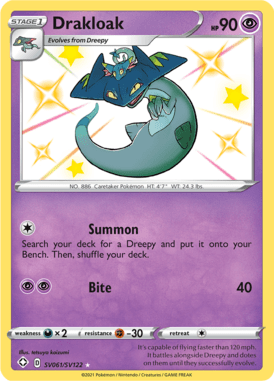 STAGE 1 Drakloak HP 90
Evolves from Dreepy
NO. 886 Caretaker Pokémon HT. 4'7" WT. 24.3 lbs.
Summon
Search your deck for a Dreepy and put it onto your
Bench. Then, shuffle your deck.
Bite 40
weakness ×2 resistance -30 retreat
Illus. tetsuya koizumi
SV061/SV122
It's capable of flying faster than 120 mph.
It battles alongside Dreepy and dotes
on them until they successfully evolve.
©2021 Pokémon / Nintendo / Creatures / GAME FREAK